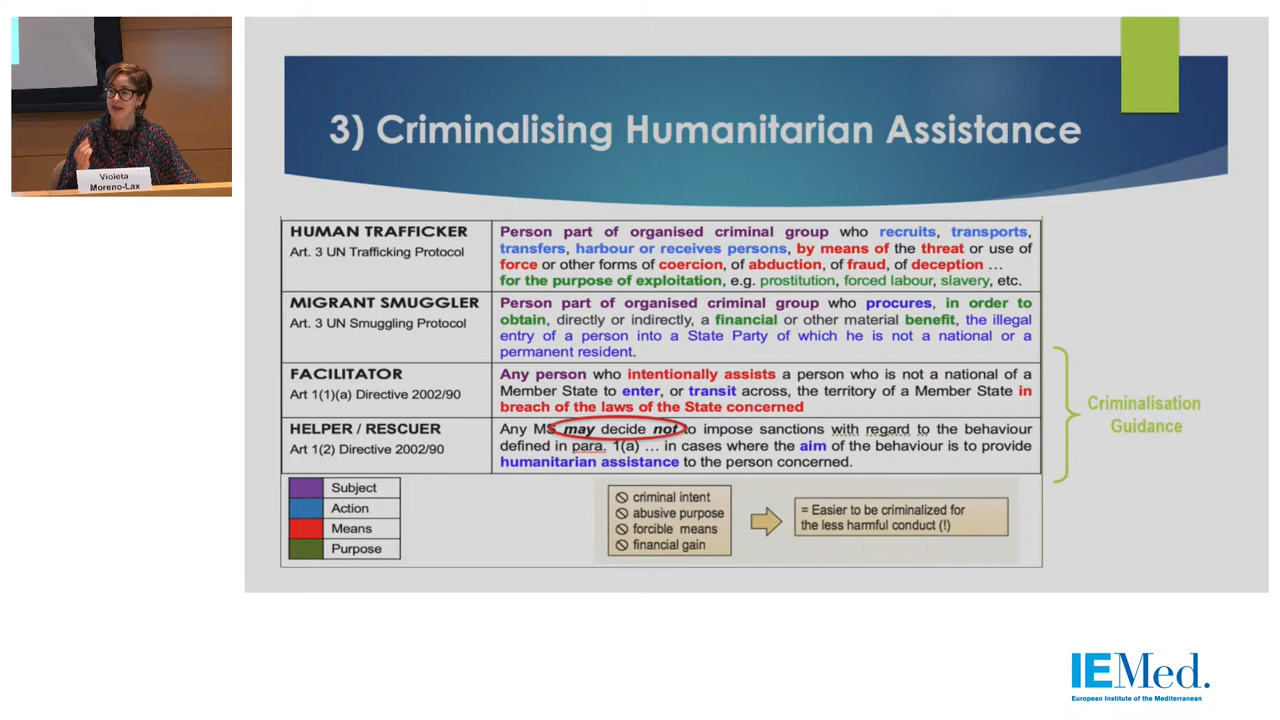 Violeta
Moreno-Lax
3) Criminalising Humanitarian Assistance
HUMAN TRAFFICKER
Art. 3 UN Trafficking Protocol
Person part of organised criminal group who recruits, transports,
transfers, harbour or receives persons, by means of the threat or use of
force or other forms of coercion, of abduction, of fraud, of deception ...
for the purpose of exploitation, e.g. prostitution, forced labour, slavery, etc.
MIGRANT SMUGGLER
Art. 3 UN Smuggling Protocol
Person part of organised criminal group who procures, in order to
obtain, directly or indirectly, a financial or other material benefit, the illegal
entry of a person into a State Party of which he is not a national or a
permanent resident.
FACILITATOR
Art 1(1)(a) Directive 2002/90
Any person who intentionally assists a person who is not a national of a
Member State to enter, or transit across, the territory of a Member State in
breach of the laws of the State concerned
HELPER / RESCUER
Art 1(2) Directive 2002/90
Any MS may decide not to impose sanctions with regard to the behaviour
defined in para. 1(a) ... in cases where the aim of the behaviour is to provide
humanitarian assistance to the person concerned.
Criminalisation
Guidance
Subject
Action
Means
Purpose
criminal intent
abusive purpose
forcible means
financial gain
= Easier to be criminalized for
the less harmful conduct (!)
IEMed.
European Institute of the Mediterranean